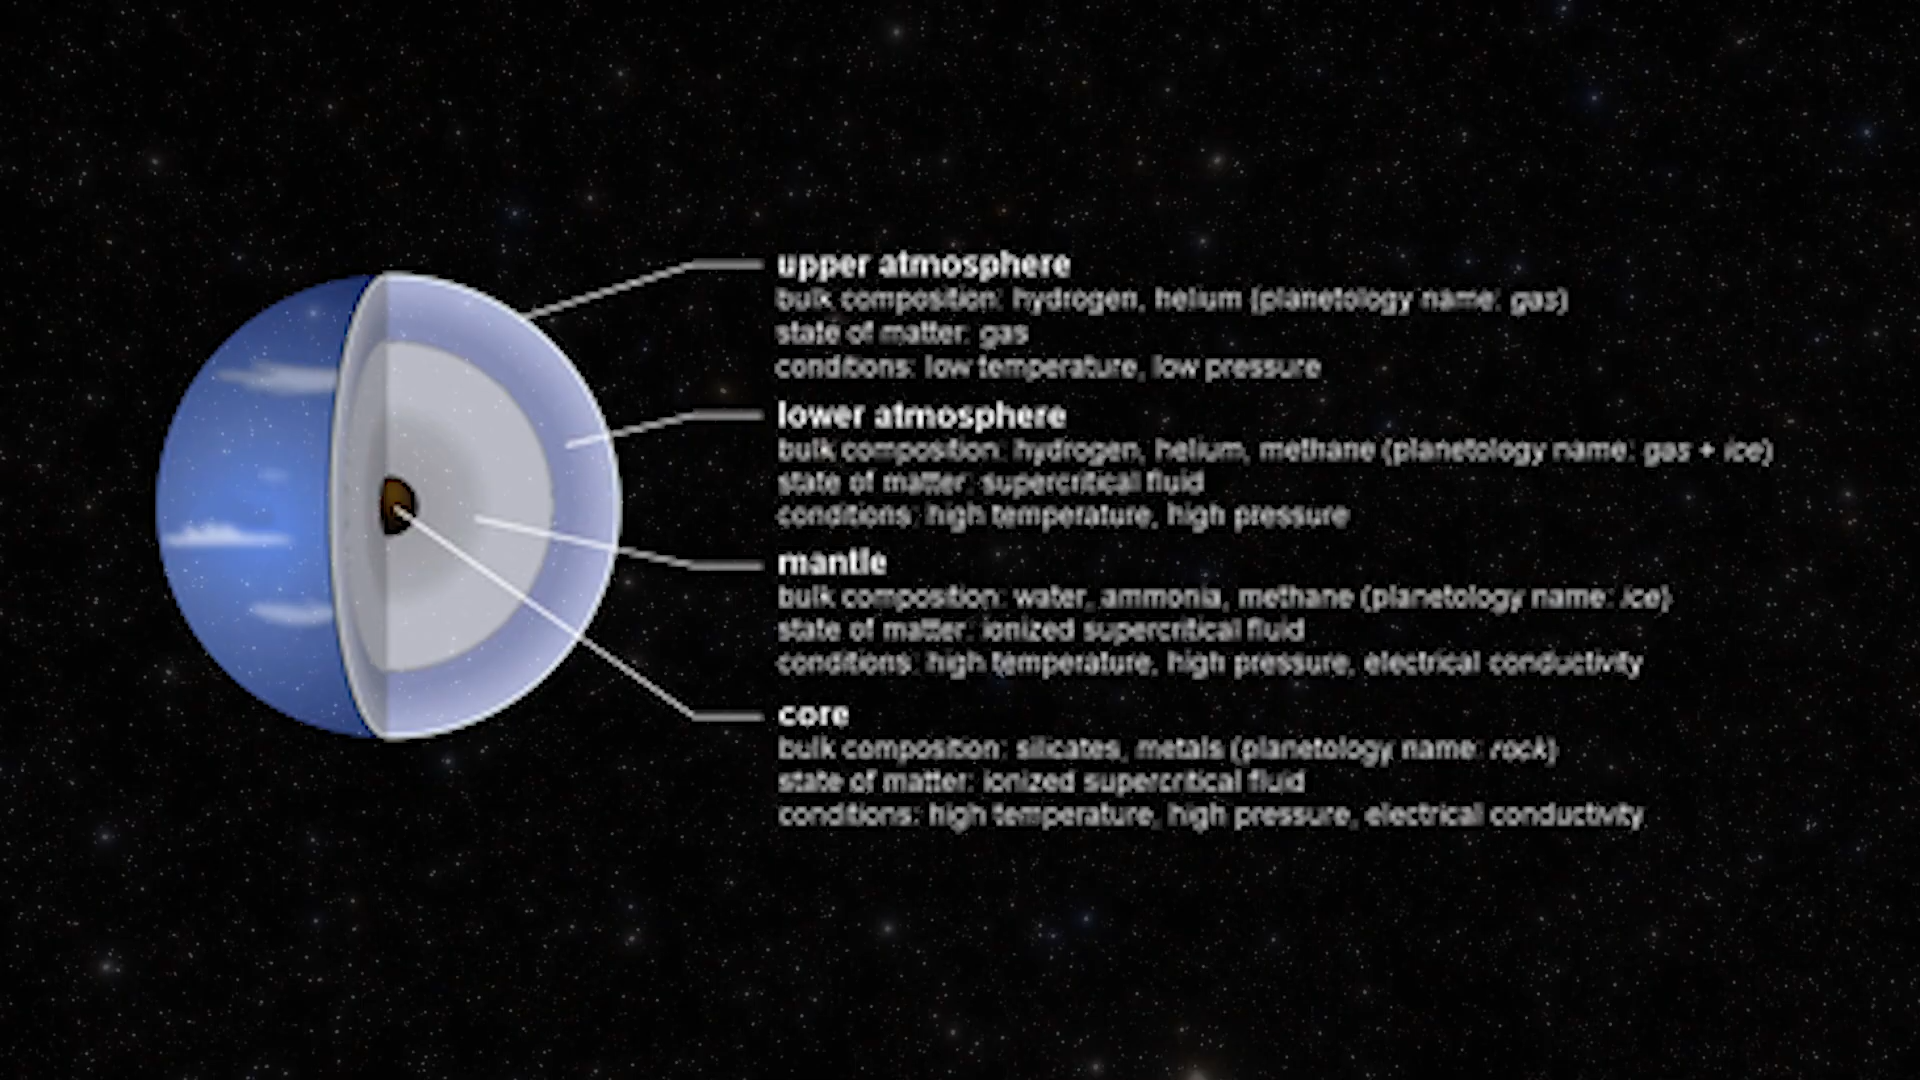 upper atmosphere
bulk composition: hydrogen, helium (planetology name: gas)
state of matter: gas
conditions: low temperature, low pressure
lower atmosphere
bulk composition: hydrogen, helium, methane (planetology name: gas + ice)
state of matter: supercritical fluid
conditions: high temperature, high pressure
mantle
bulk composition: water, ammonia, methane (planetology name: ice)
state of matter: ionized supercritical fluid
conditions: high temperature, high pressure, electrical conductivity
core
bulk composition: silicates, metals (planetology name: rock)
state of matter: ionized supercritical fluid
conditions: high temperature, high pressure, electrical conductivity